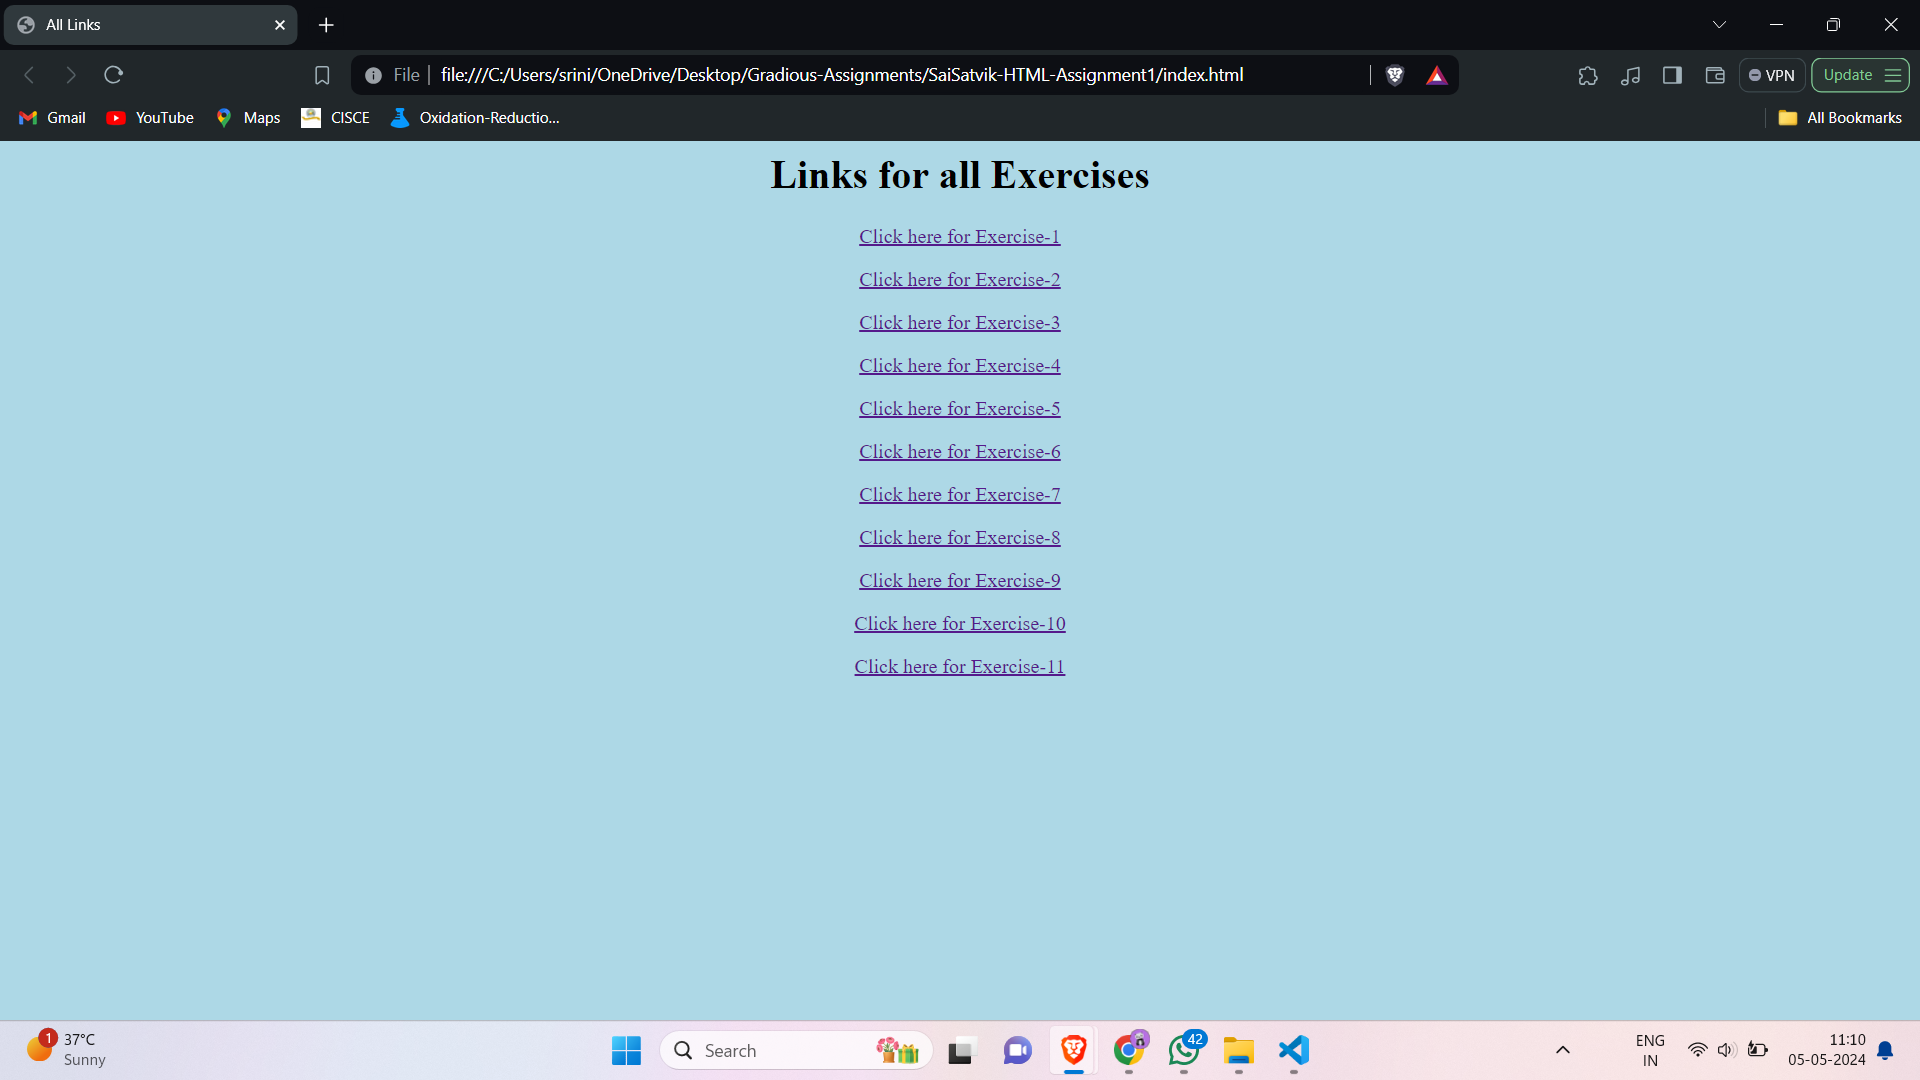 All Links
File
file:///C:/Users/srini/OneDrive/Desktop/Gradious-Assignments/SaiSatvik-HTML-Assignment1/index.html
VPN
Update
Gmail
YouTube
Maps
CISCE
Oxidation-Reductio...
All Bookmarks
Links for all Exercises
Click here for Exercise-1
Click here for Exercise-2
Click here for Exercise-3
Click here for Exercise-4
Click here for Exercise-5
Click here for Exercise-6
Click here for Exercise-7
Click here for Exercise-8
Click here for Exercise-9
Click here for Exercise-10
Click here for Exercise-11
1
37°C
Sunny
Search
42
ENG
IN
11:10
05-05-2024